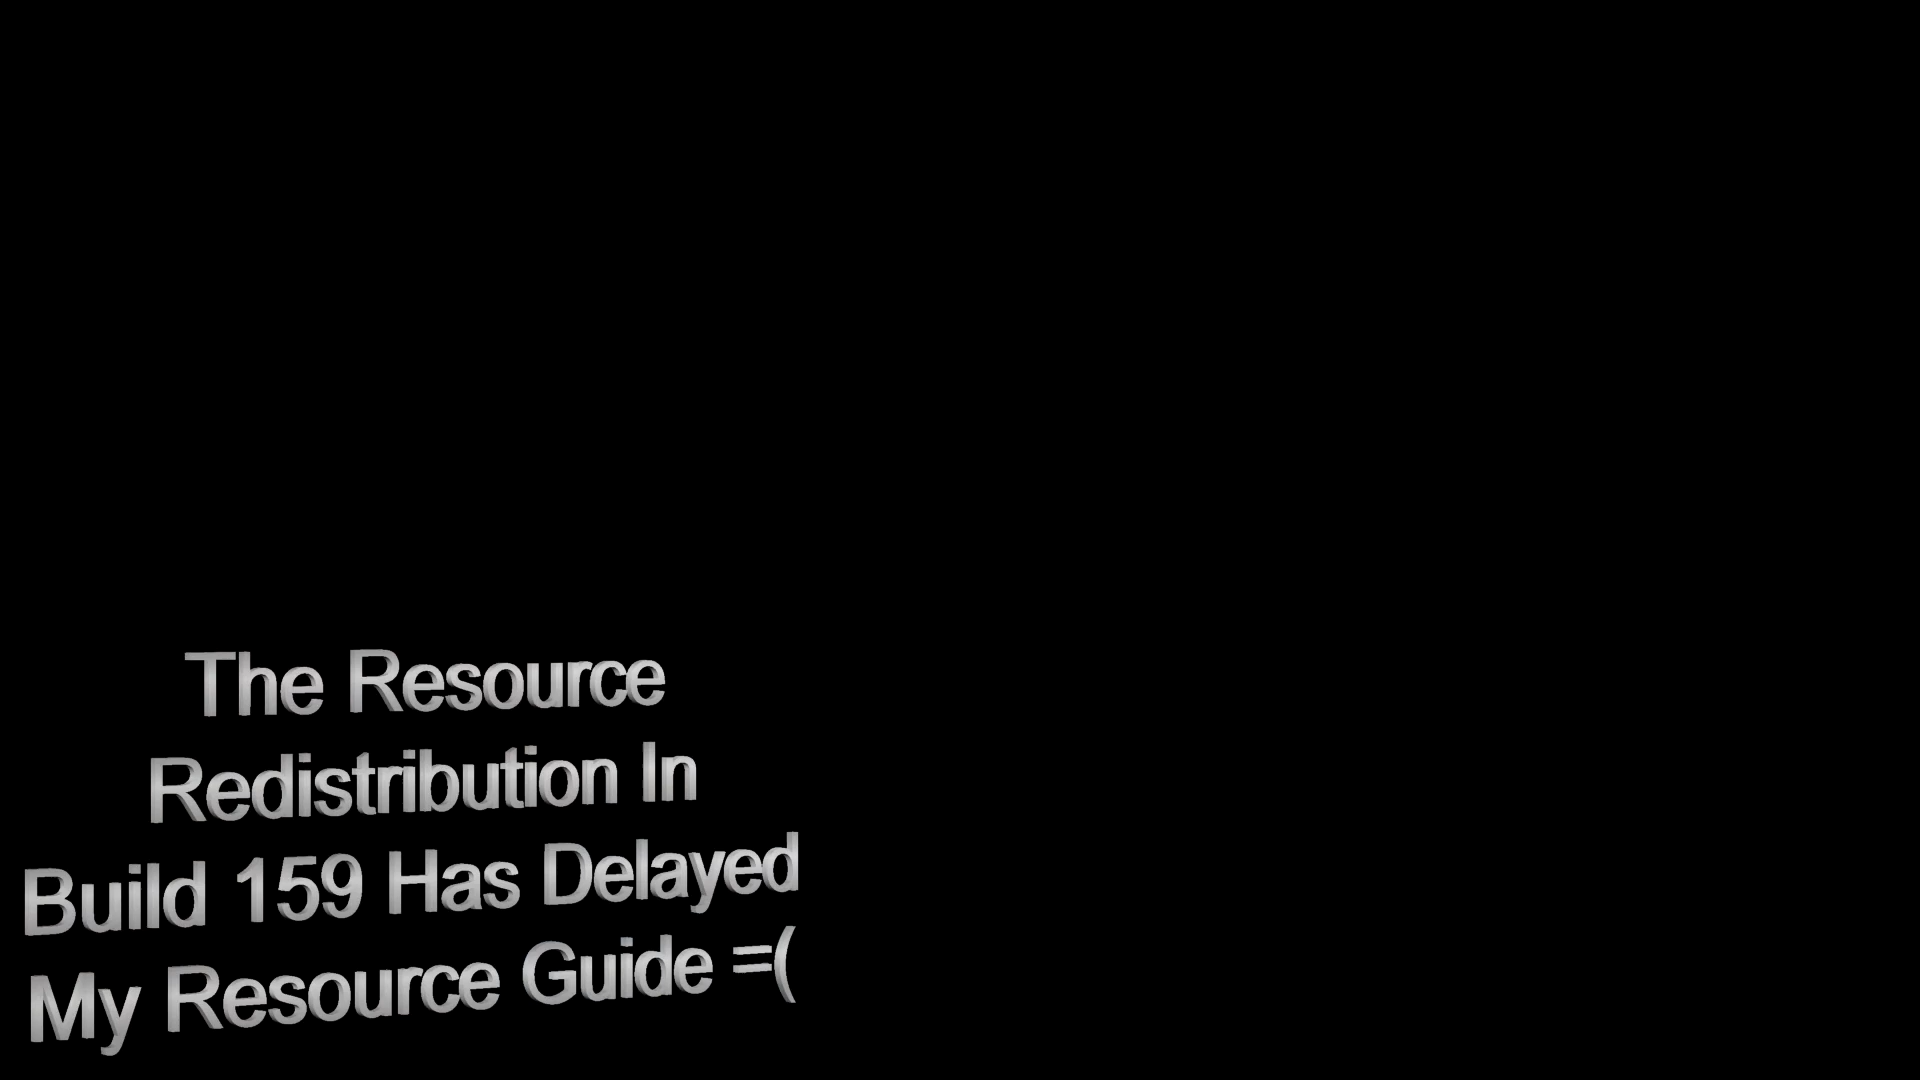 The Resource
Redistribution In
Build 159 Has Delayed
My Resource Guide =(